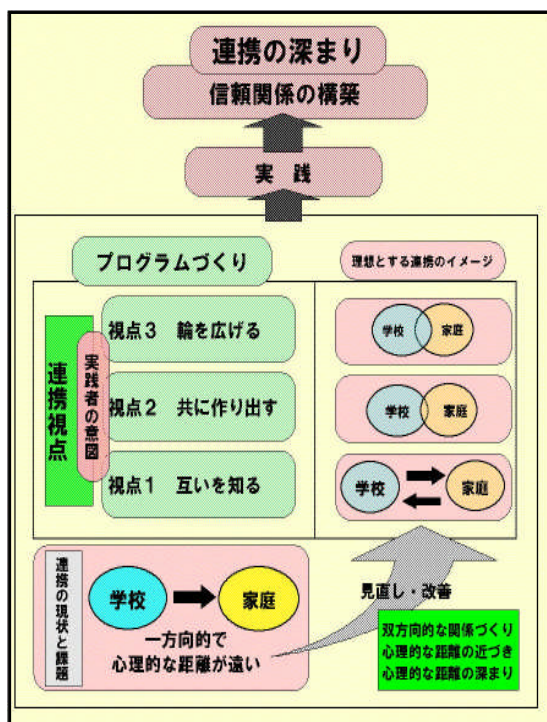 連携の深まり
信頼関係の構築
実　践
プログラムづくり
理想とする連携のイメージ
連携視点
実践者の意図
視点３　輪を広げる
視点２　共に作り出す
視点１　互いを知る
学校　家庭
学校　家庭
学校　家庭
連携の現状と課題
学校　家庭
一方向的で
心理的な距離が遠い
見直し・改善
双方向的な関係づくり
心理的な距離の近づき
心理的な距離の深まり